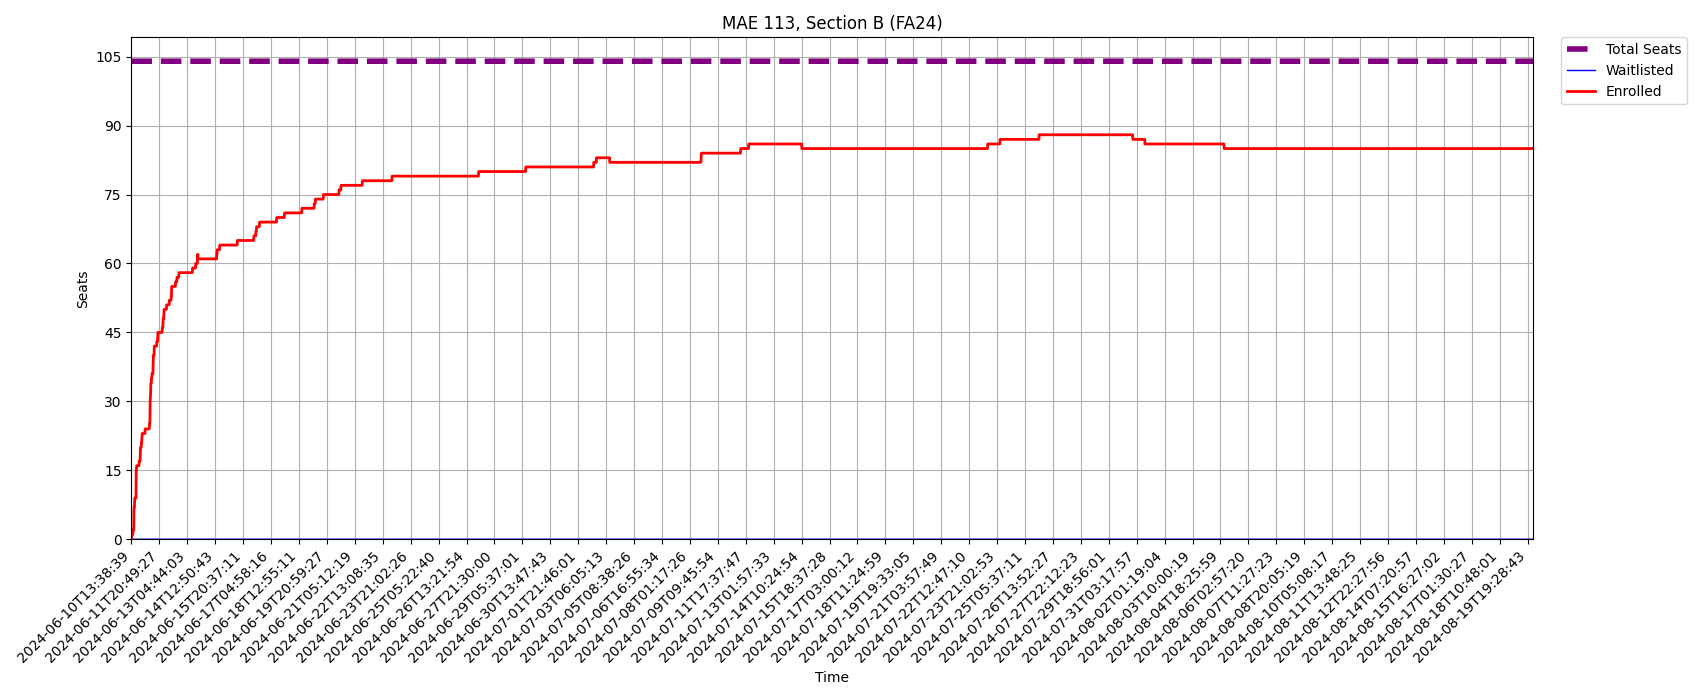 MAE 113, Section B (FA24)
Total Seats
Waitlisted
Enrolled
105
90
75
60
45
30
15
0
Seats
2024-06-10T13:38:39
2024-06-11T20:49:27
2024-06-13T04:44:03
2024-06-14T12:50:43
2024-06-15T20:37:11
2024-06-17T04:58:16
2024-06-18T12:55:11
2024-06-19T20:59:27
2024-06-21T05:12:19
2024-06-22T13:08:35
2024-06-23T21:02:26
2024-06-25T05:22:40
2024-06-26T13:21:54
2024-06-27T21:30:00
2024-06-29T05:37:01
2024-06-30T13:47:43
2024-07-01T21:46:01
2024-07-03T06:05:13
2024-07-05T08:38:26
2024-07-06T16:55:34
2024-07-08T01:17:26
2024-07-09T09:45:54
2024-07-11T17:37:47
2024-07-13T01:57:33
2024-07-14T10:24:54
2024-07-15T18:37:28
2024-07-17T03:00:12
2024-07-18T11:24:59
2024-07-19T19:33:05
2024-07-21T03:57:49
2024-07-22T12:47:10
2024-07-23T21:02:53
2024-07-25T05:37:11
2024-07-26T13:52:27
2024-07-27T22:12:23
2024-07-29T18:56:01
2024-07-31T03:17:57
2024-08-02T01:19:04
2024-08-03T10:00:19
2024-08-04T18:25:59
2024-08-06T02:57:20
2024-08-07T11:27:23
2024-08-08T20:05:19
2024-08-10T05:08:17
2024-08-11T13:48:25
2024-08-12T22:27:56
2024-08-14T07:20:57
2024-08-15T16:27:02
2024-08-17T01:30:27
2024-08-18T10:48:01
2024-08-19T19:28:43
Time